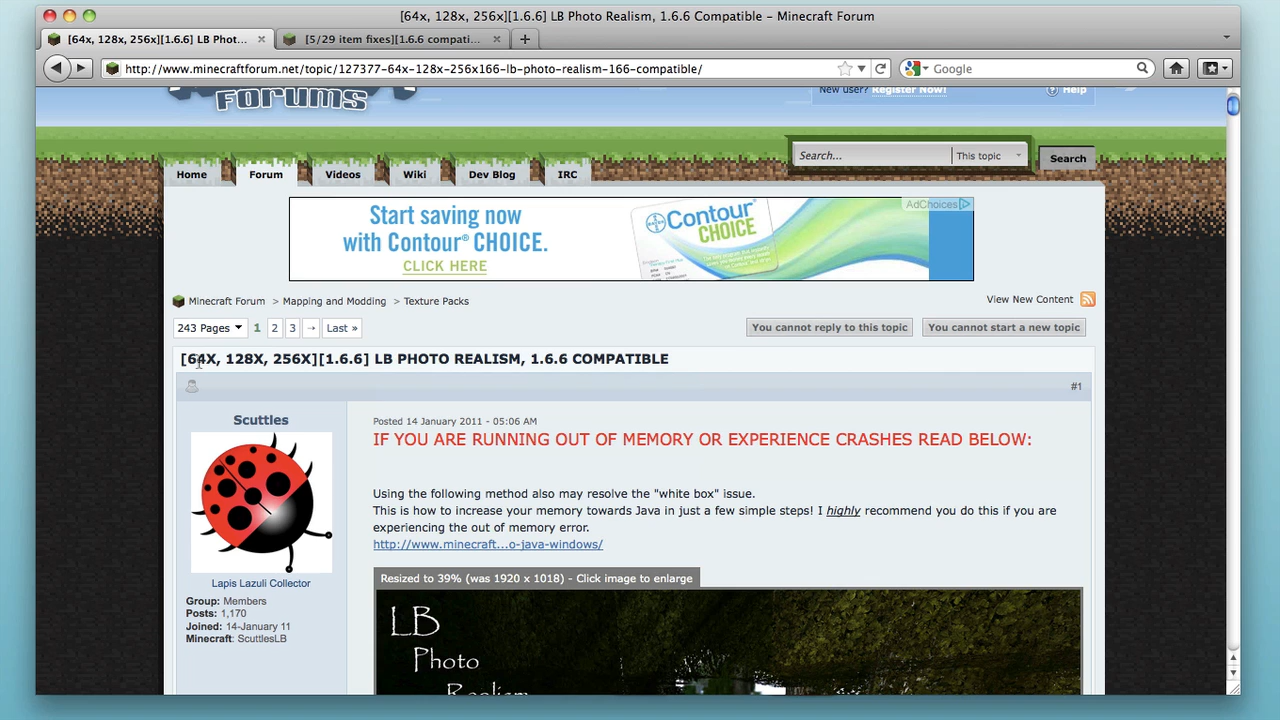 [64x, 128x, 256x][1.6.6] LB Photo Realism, 1.6.6 Compatible – Minecraft Forum
[64x, 128x, 256x][1.6.6] LB Phot... [5/29 item fixes][1.6.6 compati...
http://www.minecraftforum.net/topic/127377-64x-128x-256x166-lb-photo-realism-166-compatible/ Google
FORUMS
New user? Register Now! Help
Search... This topic Search
Home Forum Videos Wiki Dev Blog IRC
Start saving now
with Contour® CHOICE.
CLICK HERE
Contour®
CHOICE
AdChoices
Minecraft Forum > Mapping and Modding > Texture Packs
View New Content
243 Pages 1 2 3 → Last »
You cannot reply to this topic You cannot start a new topic
[64X, 128X, 256X][1.6.6] LB PHOTO REALISM, 1.6.6 COMPATIBLE
#1
Scuttles
Lapis Lazuli Collector
Group: Members
Posts: 1,170
Joined: 14-January 11
Minecraft: ScuttlesLB
Posted 14 January 2011 - 05:06 AM
IF YOU ARE RUNNING OUT OF MEMORY OR EXPERIENCE CRASHES READ BELOW:
Using the following method also may resolve the "white box" issue.
This is how to increase your memory towards Java in just a few simple steps! I highly recommend you do this if you are
experiencing the out of memory error.
http://www.minecraft...o-java-windows/
Resized to 39% (was 1920 x 1018) - Click image to enlarge
LB
Photo
Realism